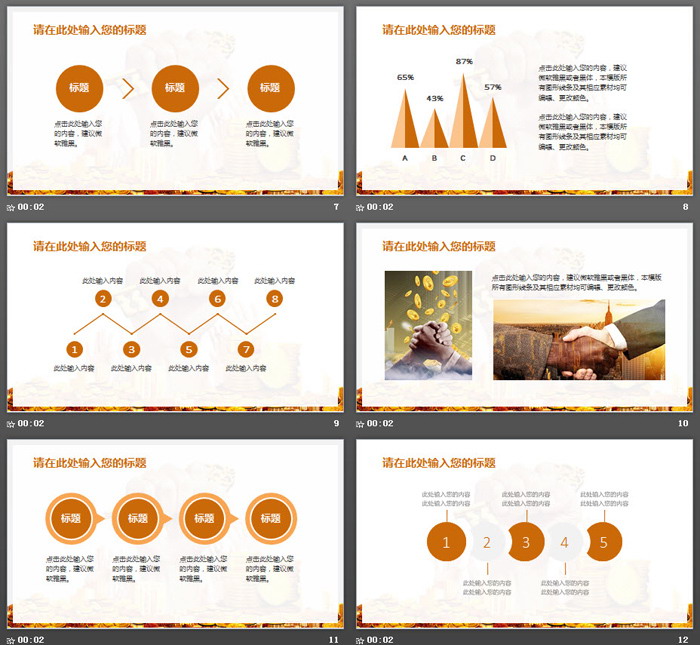 请在此处输入您的标题
标题
标题
标题
点击此处输入您
的内容，建议微
软雅黑。
点击此处输入您
的内容，建议微
软雅黑。
点击此处输入您
的内容，建议微
软雅黑。
00:02
7
请在此处输入您的标题
65%
43%
87%
57%
A
B
C
D
点击此处输入您的内容，建议
微软雅黑或者黑体，本模版所
有图形线条及其相应素材均可
编辑、更改颜色。
点击此处输入您的内容，建议
微软雅黑或者黑体，本模版所
有图形线条及其相应素材均可
编辑、更改颜色。
00:02
8
请在此处输入您的标题
此处输入内容
此处输入内容
此处输入内容
此处输入内容
2
4
6
8
1
3
5
7
此处输入内容
此处输入内容
此处输入内容
此处输入内容
00:02
9
请在此处输入您的标题
点击此处输入您的内容，建议微软雅黑或者黑体，本模版
所有图形线条及其相应素材均可编辑、更改颜色。
00:02
10
请在此处输入您的标题
标题
标题
标题
标题
点击此处输入您
的内容，建议微
软雅黑。
点击此处输入您
的内容，建议微
软雅黑。
点击此处输入您
的内容，建议微
软雅黑。
点击此处输入您
的内容，建议微
软雅黑。
00:02
11
请在此处输入您的标题
此处输入您的内容
此处输入您的内容
此处输入您的内容
此处输入您的内容
此处输入您的内容
此处输入您的内容
1
2
3
4
5
此处输入您的内容
此处输入您的内容
此处输入您的内容
此处输入您的内容
00:02
12